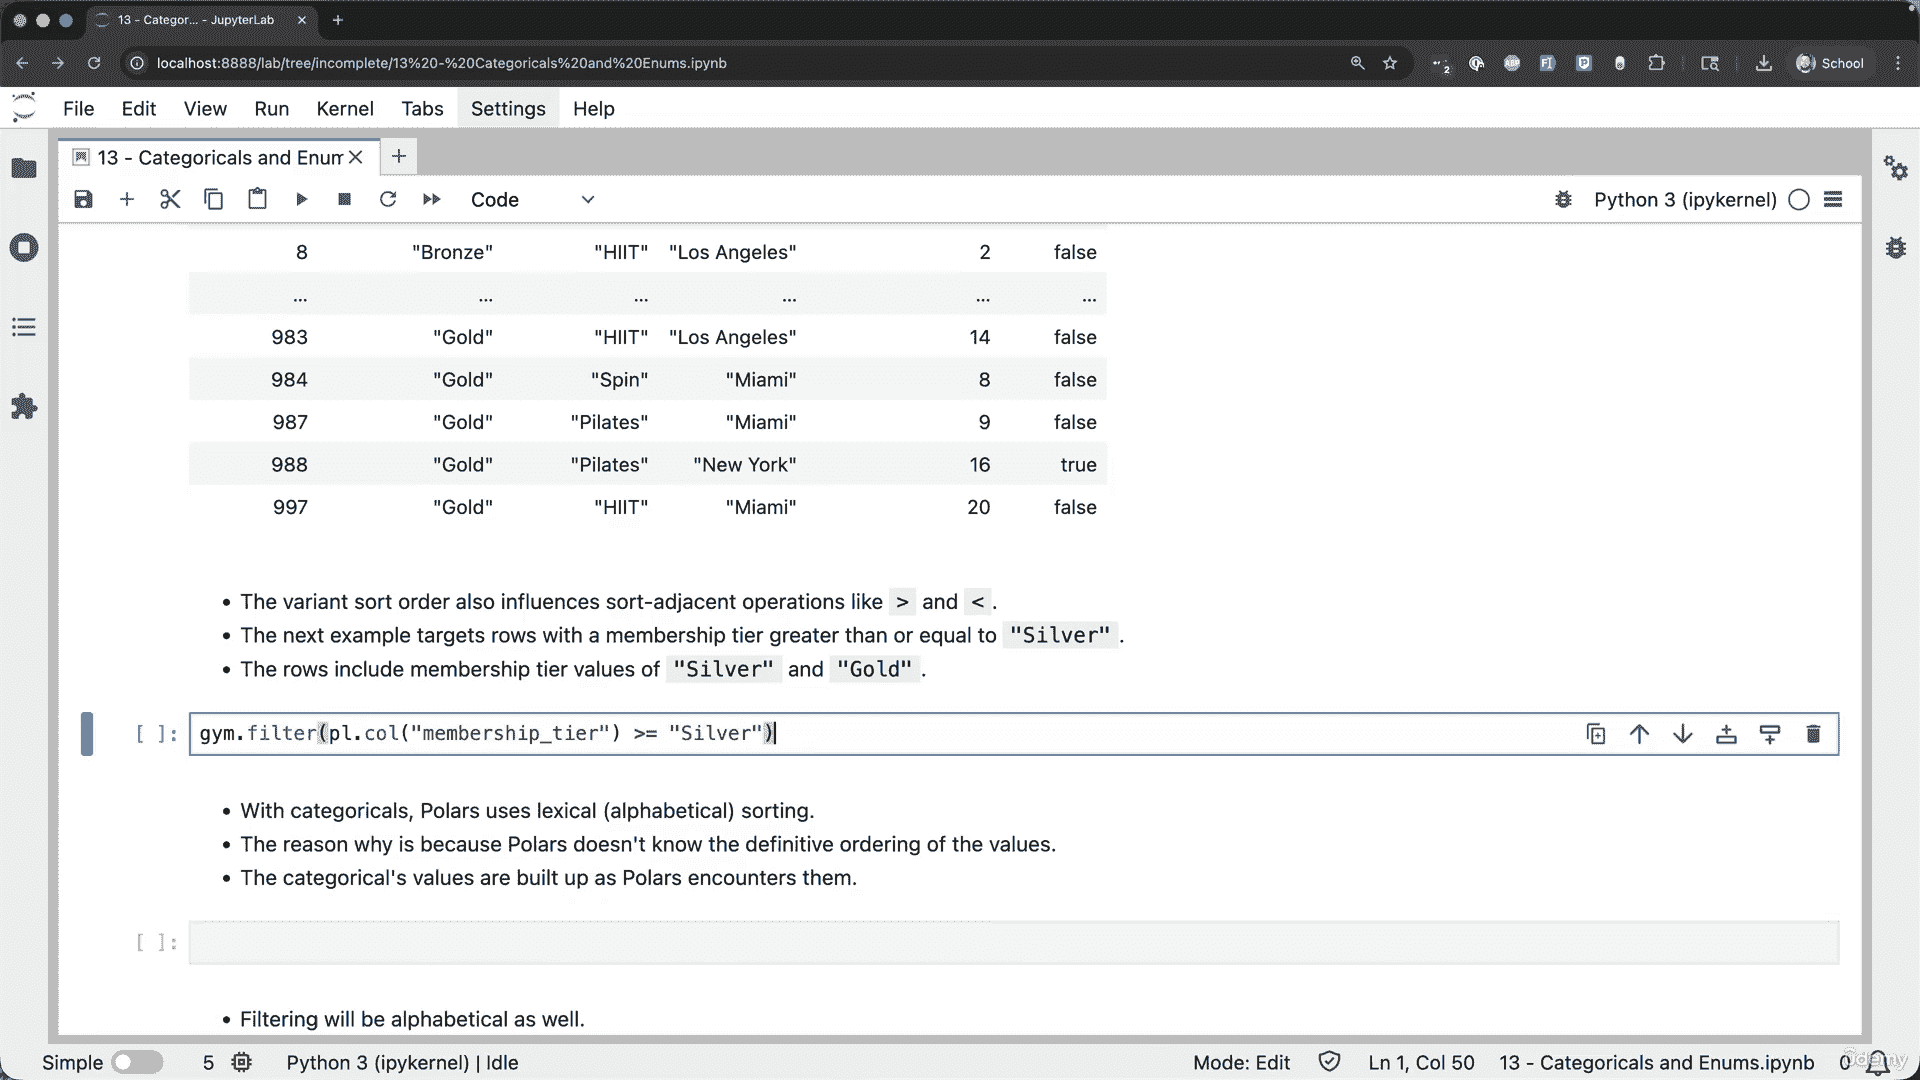 13 - Categor... - JupyterLab
localhost:8888/lab/tree/incomplete/13%20-%20Categoricals%20and%20Enums.ipynb
2
ABP
School
File Edit View Run Kernel Tabs Settings Help
13 - Categoricals and Enum
Code
Python 3 (ipykernel)
8 "Bronze" "HIIT" "Los Angeles" 2 false
... ... ... ... ... ...
983 "Gold" "HIIT" "Los Angeles" 14 false
984 "Gold" "Spin" "Miami" 8 false
987 "Gold" "Pilates" "Miami" 9 false
988 "Gold" "Pilates" "New York" 16 true
997 "Gold" "HIIT" "Miami" 20 false
• The variant sort order also influences sort-adjacent operations like > and < .
• The next example targets rows with a membership tier greater than or equal to "Silver" .
• The rows include membership tier values of "Silver" and "Gold" .
[ ]: gym.filter(pl.col("membership_tier") >= "Silver")
• With categoricals, Polars uses lexical (alphabetical) sorting.
• The reason why is because Polars doesn't know the definitive ordering of the values.
• The categorical's values are built up as Polars encounters them.
[ ]:
• Filtering will be alphabetical as well.
Simple 5 Python 3 (ipykernel) | Idle Mode: Edit Ln 1, Col 50 13 - Categoricals and Enums.ipynb 0
udemy